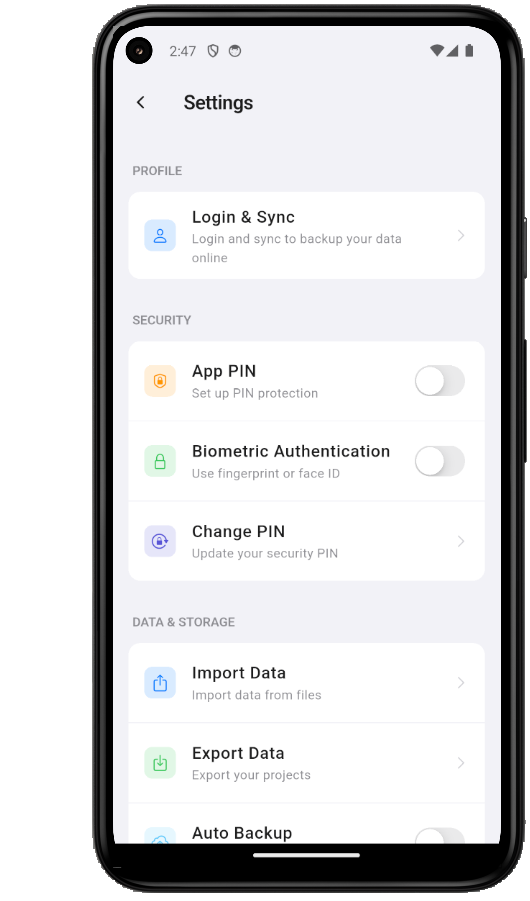 2:47
Settings
PROFILE
Login & Sync
Login and sync to backup your data
online
SECURITY
App PIN
Set up PIN protection
Biometric Authentication
Use fingerprint or face ID
Change PIN
Update your security PIN
DATA & STORAGE
Import Data
Import data from files
Export Data
Export your projects
Auto Backup